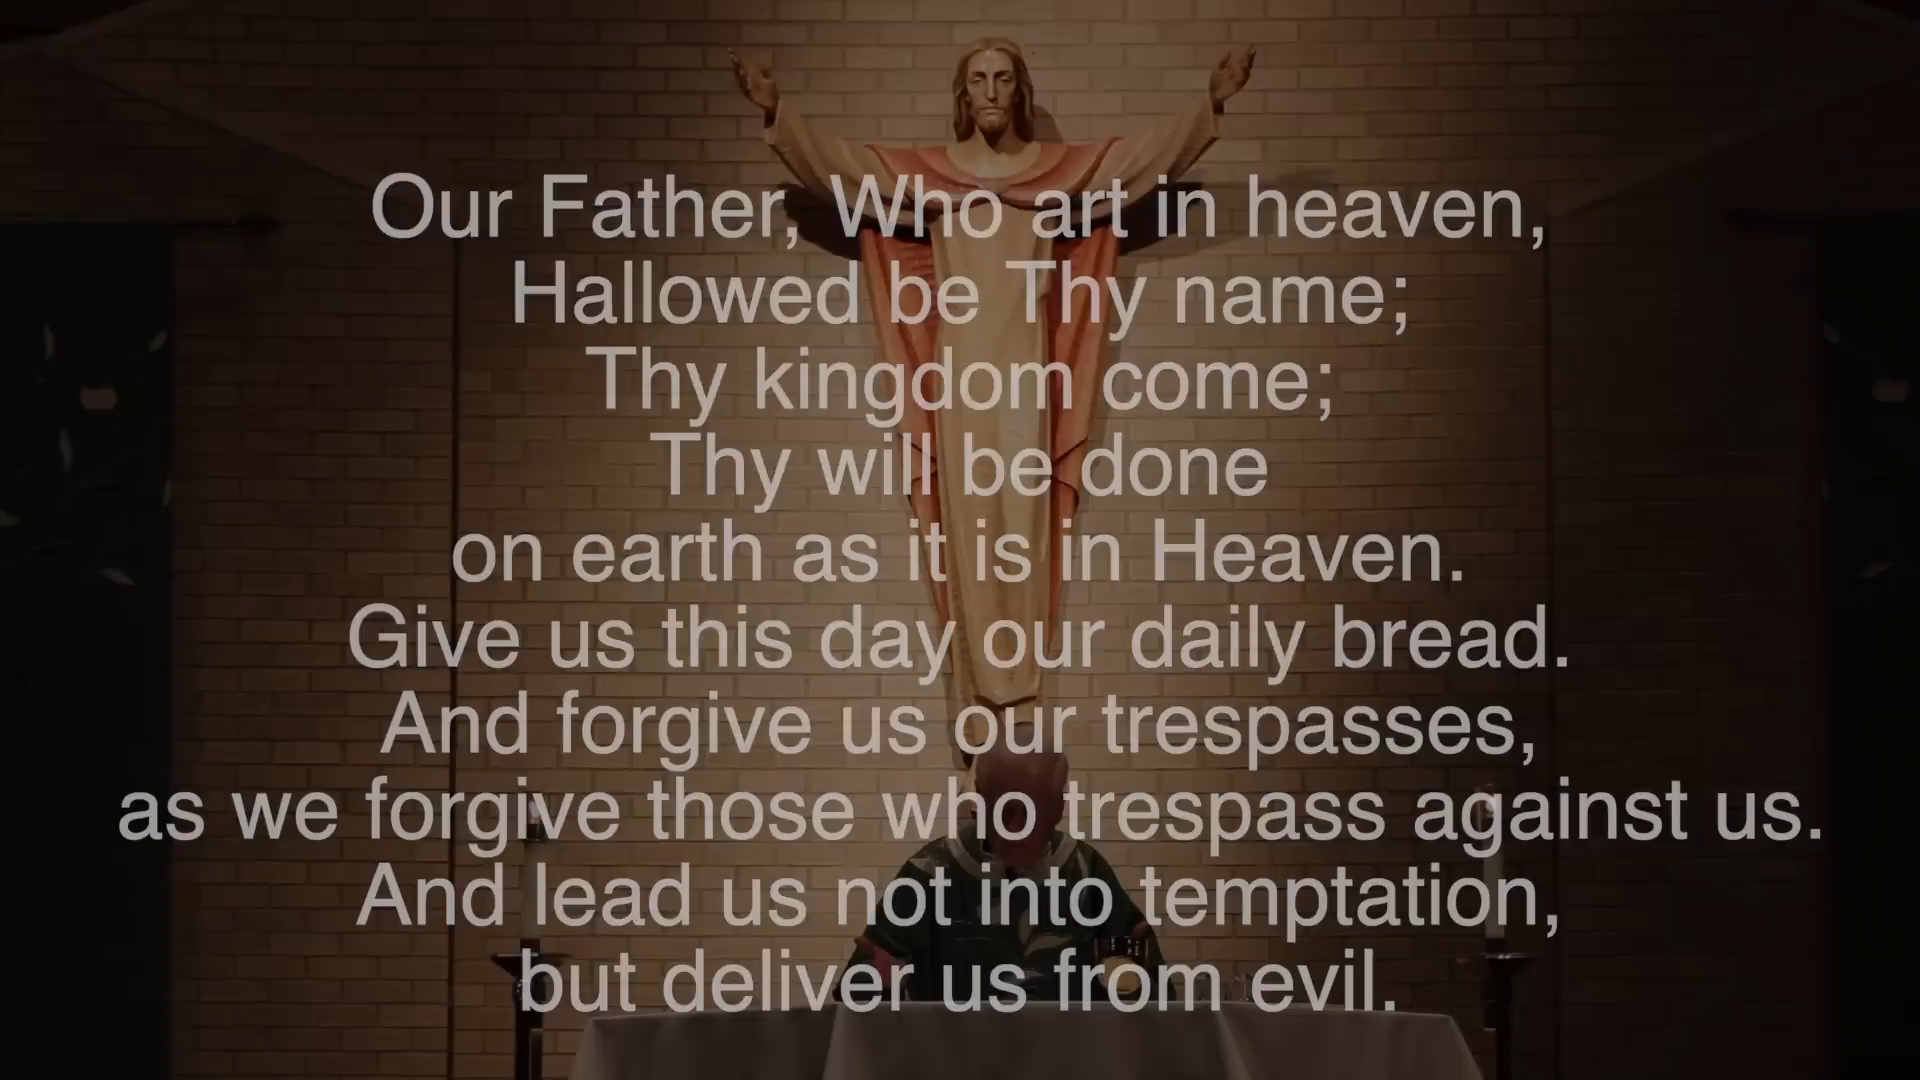 Our Father, Who art in heaven,
Hallowed be Thy name;
Thy kingdom come;
Thy will be done
on earth as it is in Heaven.
Give us this day our daily bread.
And forgive us our trespasses,
as we forgive those who trespass against us.
And lead us not into temptation,
but deliver us from evil.